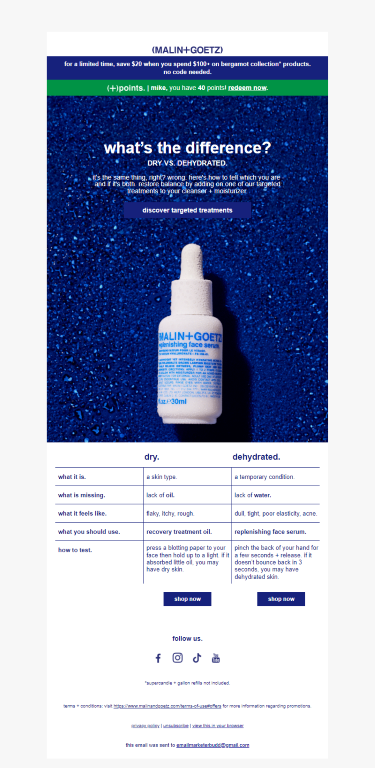 (MALIN+GOETZ)
for a limited time, save $20 when you spend $100+ on bergamot collection* products.
no code needed.
(+)points. | mike, you have 40 points! redeem now.
what's the difference?
DRY VS. DEHYDRATED.
it's the same thing, right? wrong. here's how to tell which you are
and if it's both, restore balance by adding on one of our targeted
treatments to your cleanser + moisturizer
discover targeted treatments
(MALIN+GOETZ)
replenishing face serum.
fl.oz./30ml
dry. dehydrated.
what it is. a skin type. a temporary condition.
what is missing. lack of oil. lack of water.
what it feels like. flaky, itchy, rough. dull, tight, poor elasticity, acne.
what you should use. recovery treatment oil. replenishing face serum.
how to test.
press a blotting paper to your
face then hold up to a light. if it
absorbed little oil, you may
have dry skin.
pinch the back of your hand for
a few seconds + release. if it
doesn't bounce back in 3
seconds, you may have
dehydrated skin.
shop now shop now
follow us.
*supercandle + gallon refills not included.
terms + conditions: visit https://www.malinandgoetz.com/terms-of-use#offers for more information regarding promotions.
privacy policy | unsubscribe | view this in your browser
this email was sent to emailmarketerbudd@gmail.com